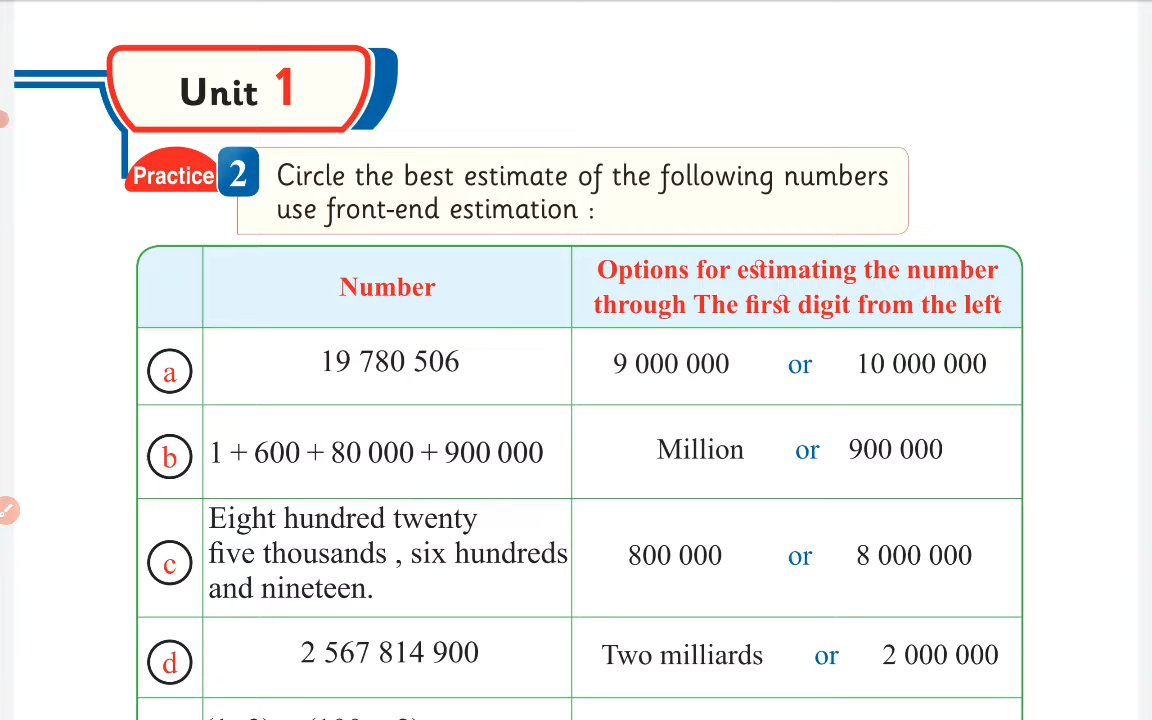 Unit 1
Practice 2 Circle the best estimate of the following numbers
use front-end estimation :
Number
Options for estimating the number
through The first digit from the left
a 19 780 506 9 000 000 or 10 000 000
b 1 + 600 + 80 000 + 900 000 Million or 900 000
c
Eight hundred twenty
five thousands , six hundreds
and nineteen.
800 000 or 8 000 000
d 2 567 814 900 Two milliards or 2 000 000